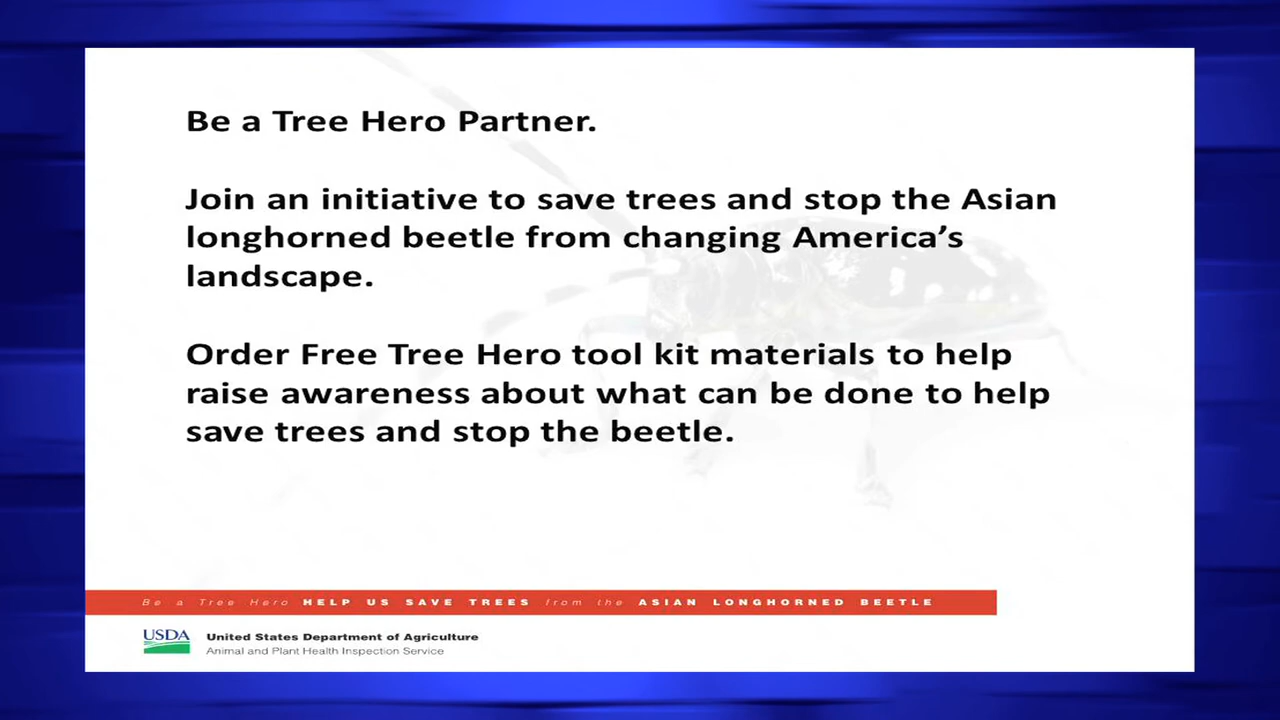 Be a Tree Hero Partner.
Join an initiative to save trees and stop the Asian
longhorned beetle from changing America’s
landscape.
Order Free Tree Hero tool kit materials to help
raise awareness about what can be done to help
save trees and stop the beetle.
Be a Tree Hero HELP US SAVE TREES from the ASIAN LONGHORNED BEETLE
USDA
United States Department of Agriculture
Animal and Plant Health Inspection Service